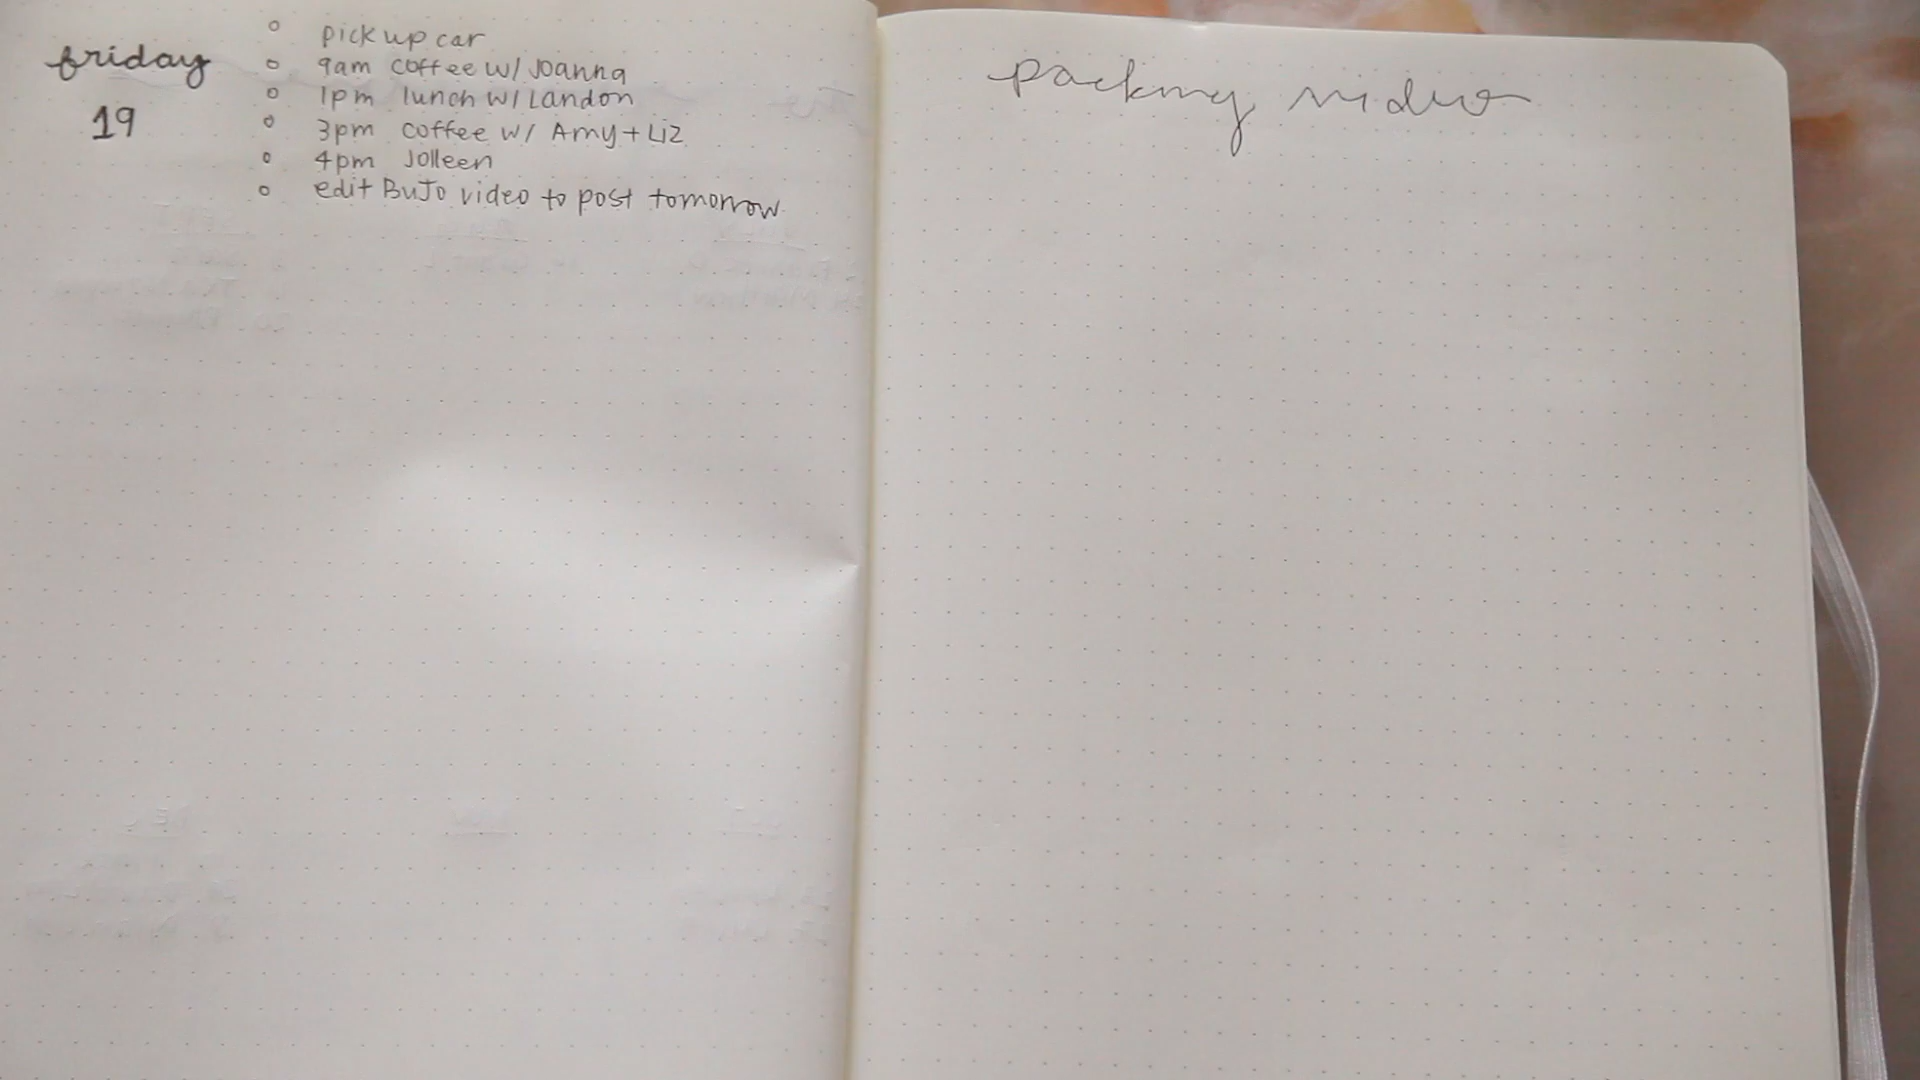 friday
19
pick up car
9am coffee w/ Joanna
1pm lunch w/ Landon
3pm coffee w/ Amy + Liz
4pm Jolleen
edit BuJo video to post tomorrow
packing video